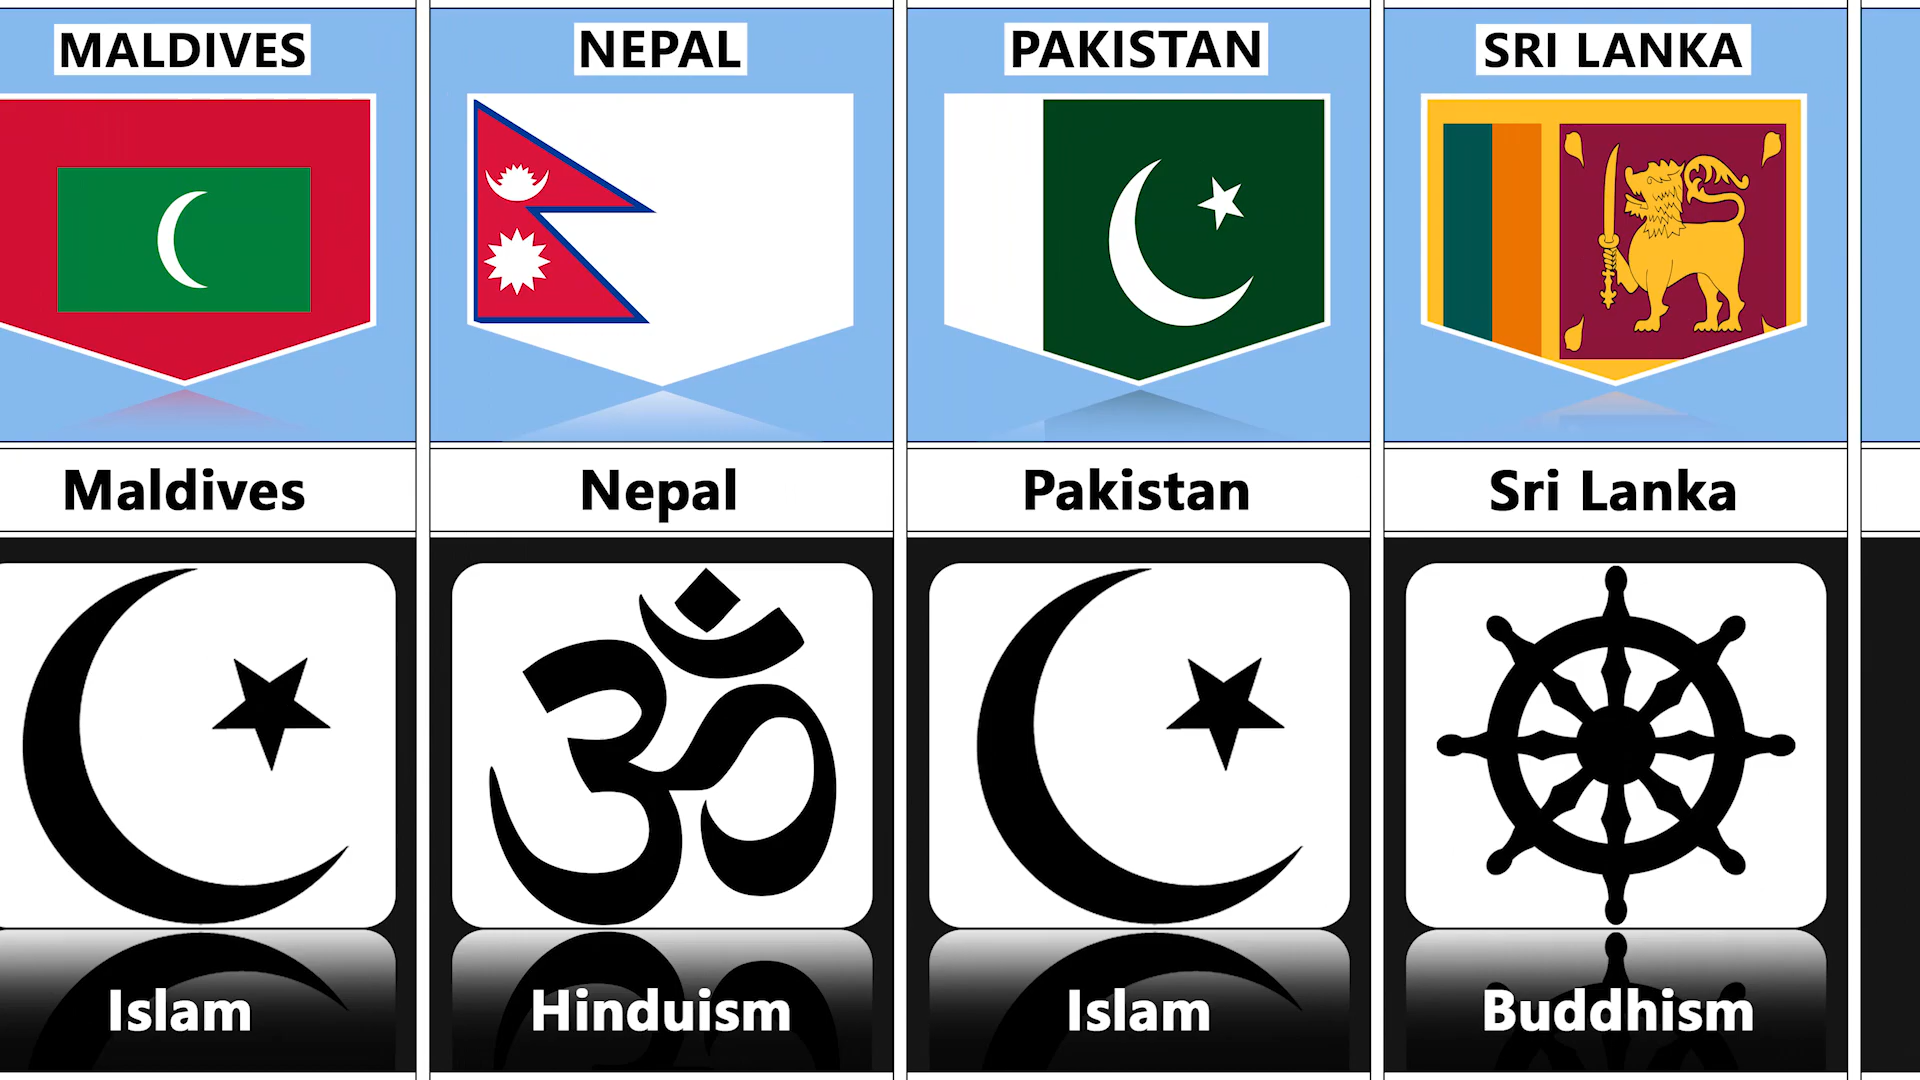 MALDIVES
NEPAL
PAKISTAN
SRI LANKA
Maldives
Nepal
Pakistan
Sri Lanka
ॐ
Islam
Hinduism
Islam
Buddhism